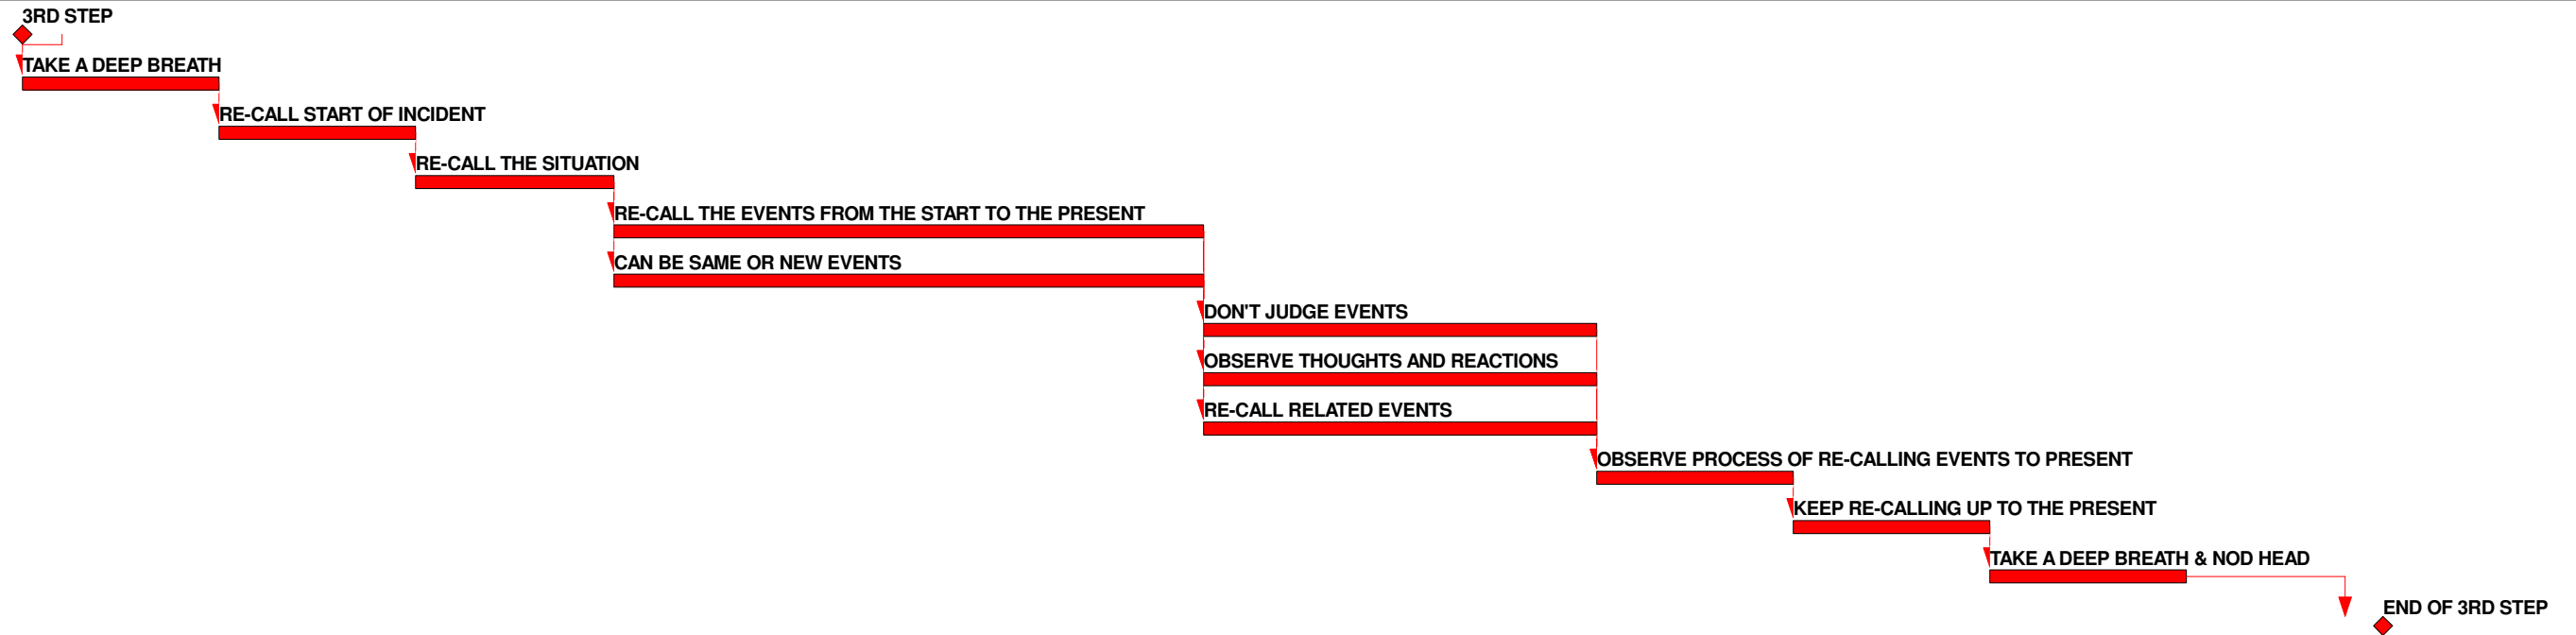 3RD STEP
TAKE A DEEP BREATH
RE-CALL START OF INCIDENT
RE-CALL THE SITUATION
RE-CALL THE EVENTS FROM THE START TO THE PRESENT
CAN BE SAME OR NEW EVENTS
DON'T JUDGE EVENTS
OBSERVE THOUGHTS AND REACTIONS
RE-CALL RELATED EVENTS
OBSERVE PROCESS OF RE-CALLING EVENTS TO PRESENT
KEEP RE-CALLING UP TO THE PRESENT
TAKE A DEEP BREATH & NOD HEAD
END OF 3RD STEP